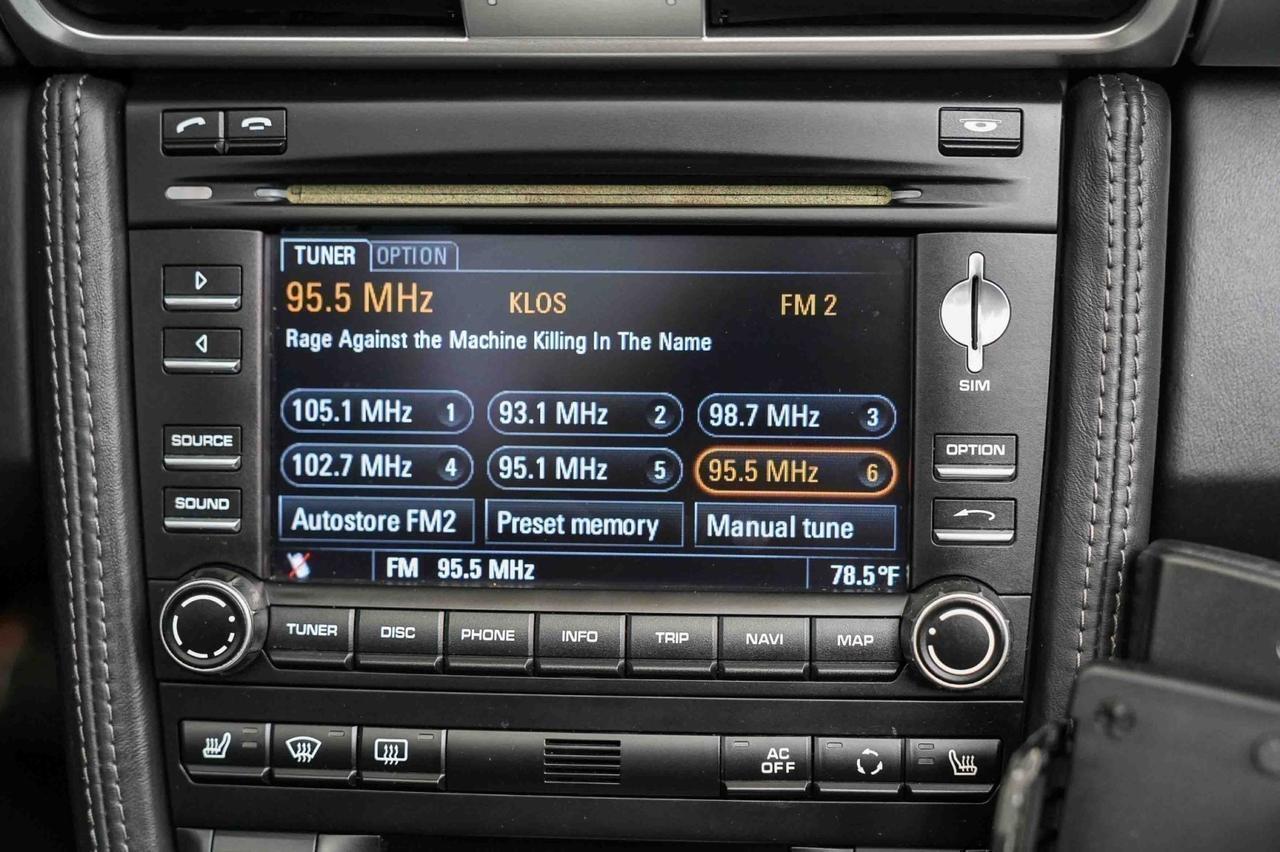 TUNER OPTION
95.5 MHz KLOS FM 2
Rage Against the Machine Killing In The Name
SIM
105.1 MHz 1 93.1 MHz 2 98.7 MHz 3
SOURCE
OPTION
102.7 MHz 4 95.1 MHz 5 95.5 MHz 6
SOUND
Autostore FM2 Preset memory Manual tune
FM 95.5 MHz 78.5°F
TUNER DISC PHONE INFO TRIP NAVI MAP
AC
OFF